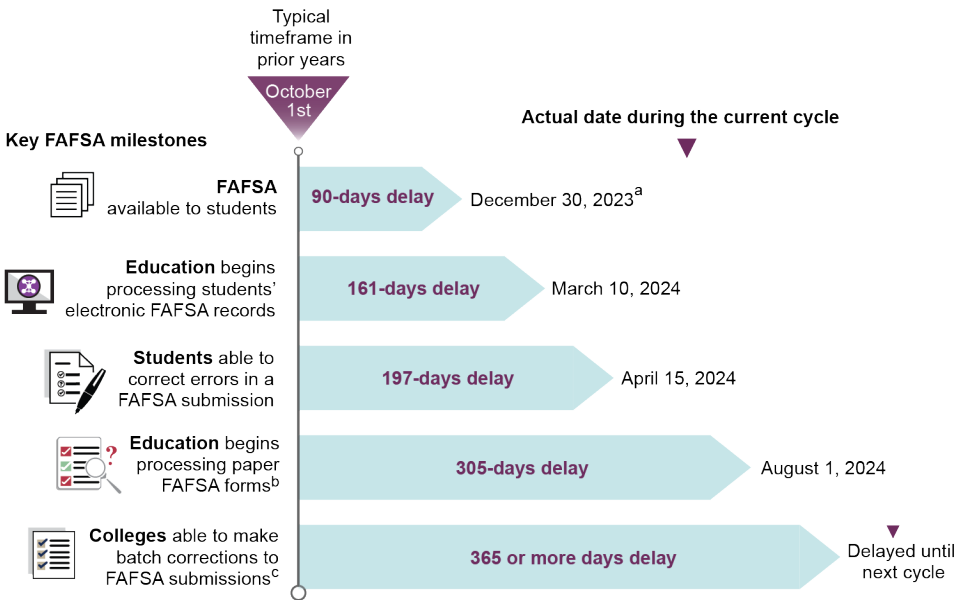 Typical
timeframe in
prior years
October
1st
Actual date during the current cycle
Key FAFSA milestones
FAFSA
available to students
90-days delay
December 30, 2023a
Education begins
processing students’
electronic FAFSA records
161-days delay
March 10, 2024
Students able to
correct errors in a
FAFSA submission
197-days delay
April 15, 2024
Education begins
processing paper
FAFSA formsb
?
305-days delay
August 1, 2024
Colleges able to make
batch corrections to
FAFSA submissionsc
365 or more days delay
Delayed until
next cycle